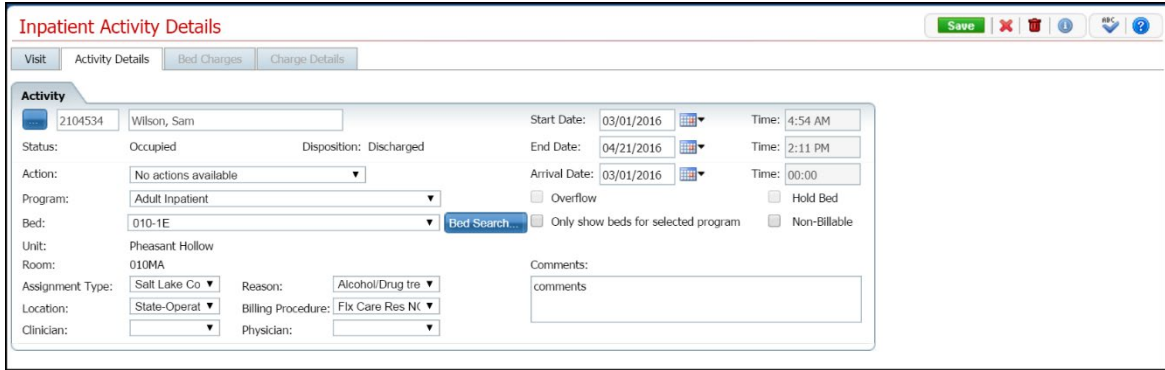 Inpatient Activity Details
Save
ABC
Visit Activity Details Bed Charges Charge Details
Activity
... 2104534 Wilson, Sam Start Date: 03/01/2016 Time: 4:54 AM
Status: Occupied Disposition: Discharged End Date: 04/21/2016 Time: 2:11 PM
Action: No actions available Arrival Date: 03/01/2016 Time: 00:00
Program: Adult Inpatient Overflow Hold Bed
Bed: 010-1E Bed Search... Only show beds for selected program Non-Billable
Unit: Pheasant Hollow
Room: 010MA Comments:
Assignment Type: Salt Lake Co Reason: Alcohol/Drug tre comments
Location: State-Operat Billing Procedure: Flx Care Res N(
Clinician: Physician: